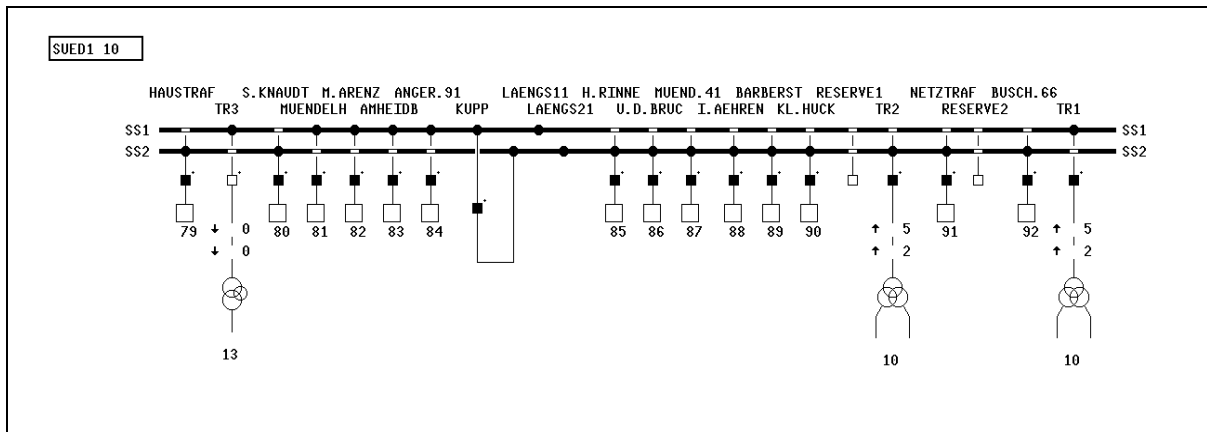 SUED1 10
HAUSTRAF S.KNAUDT M.ARENZ ANGER.91 LAENGS11 H.RINNE MUEND.41 BARBERST RESERVE1 NETZTRAF BUSCH.66
TR3 MUENDELH AMHEIDB KUPP LAENGS21 U.D.BRUC I.AEHREN KL.HUCK TR2 RESERVE2 TR1
SS1 SS1
SS2 SS2
79 80 81 82 83 84 85 86 87 88 89 90 91 92
0 5 5
0 2 2
13 10 10